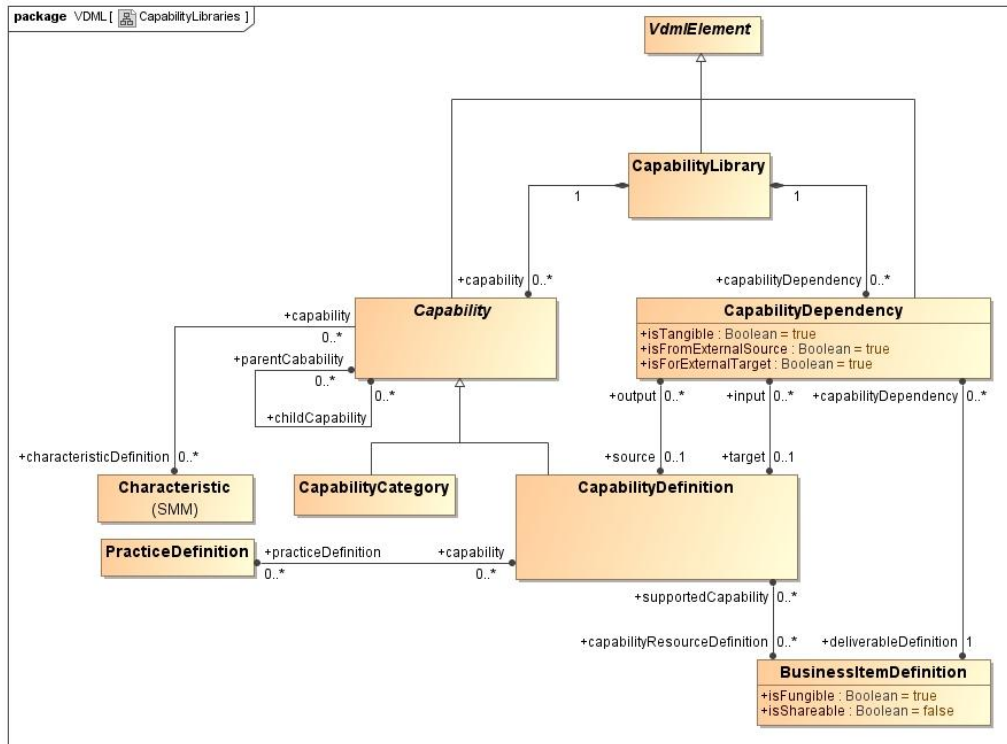 package VDML [ CapabilityLibraries ]
VdmlElement
CapabilityLibrary
1
1
+capability 0..*
+capabilityDependency 0..*
Capability
CapabilityDependency
+isTangible : Boolean = true
+isFromExternalSource : Boolean = true
+isForExternalTarget : Boolean = true
+capability
0..*
+parentCabability
0..*
0..*
+childCapability
+output 0..*
+input 0..*
+capabilityDependency 0..*
+characteristicDefinition 0..*
+source 0..1
+target 0..1
Characteristic
(SMM)
CapabilityCategory
CapabilityDefinition
PracticeDefinition
+practiceDefinition
0..*
+capability
0..*
+supportedCapability 0..*
+capabilityResourceDefinition 0..*
+deliverableDefinition 1
BusinessItemDefinition
+isFungible : Boolean = true
+isShareable : Boolean = false